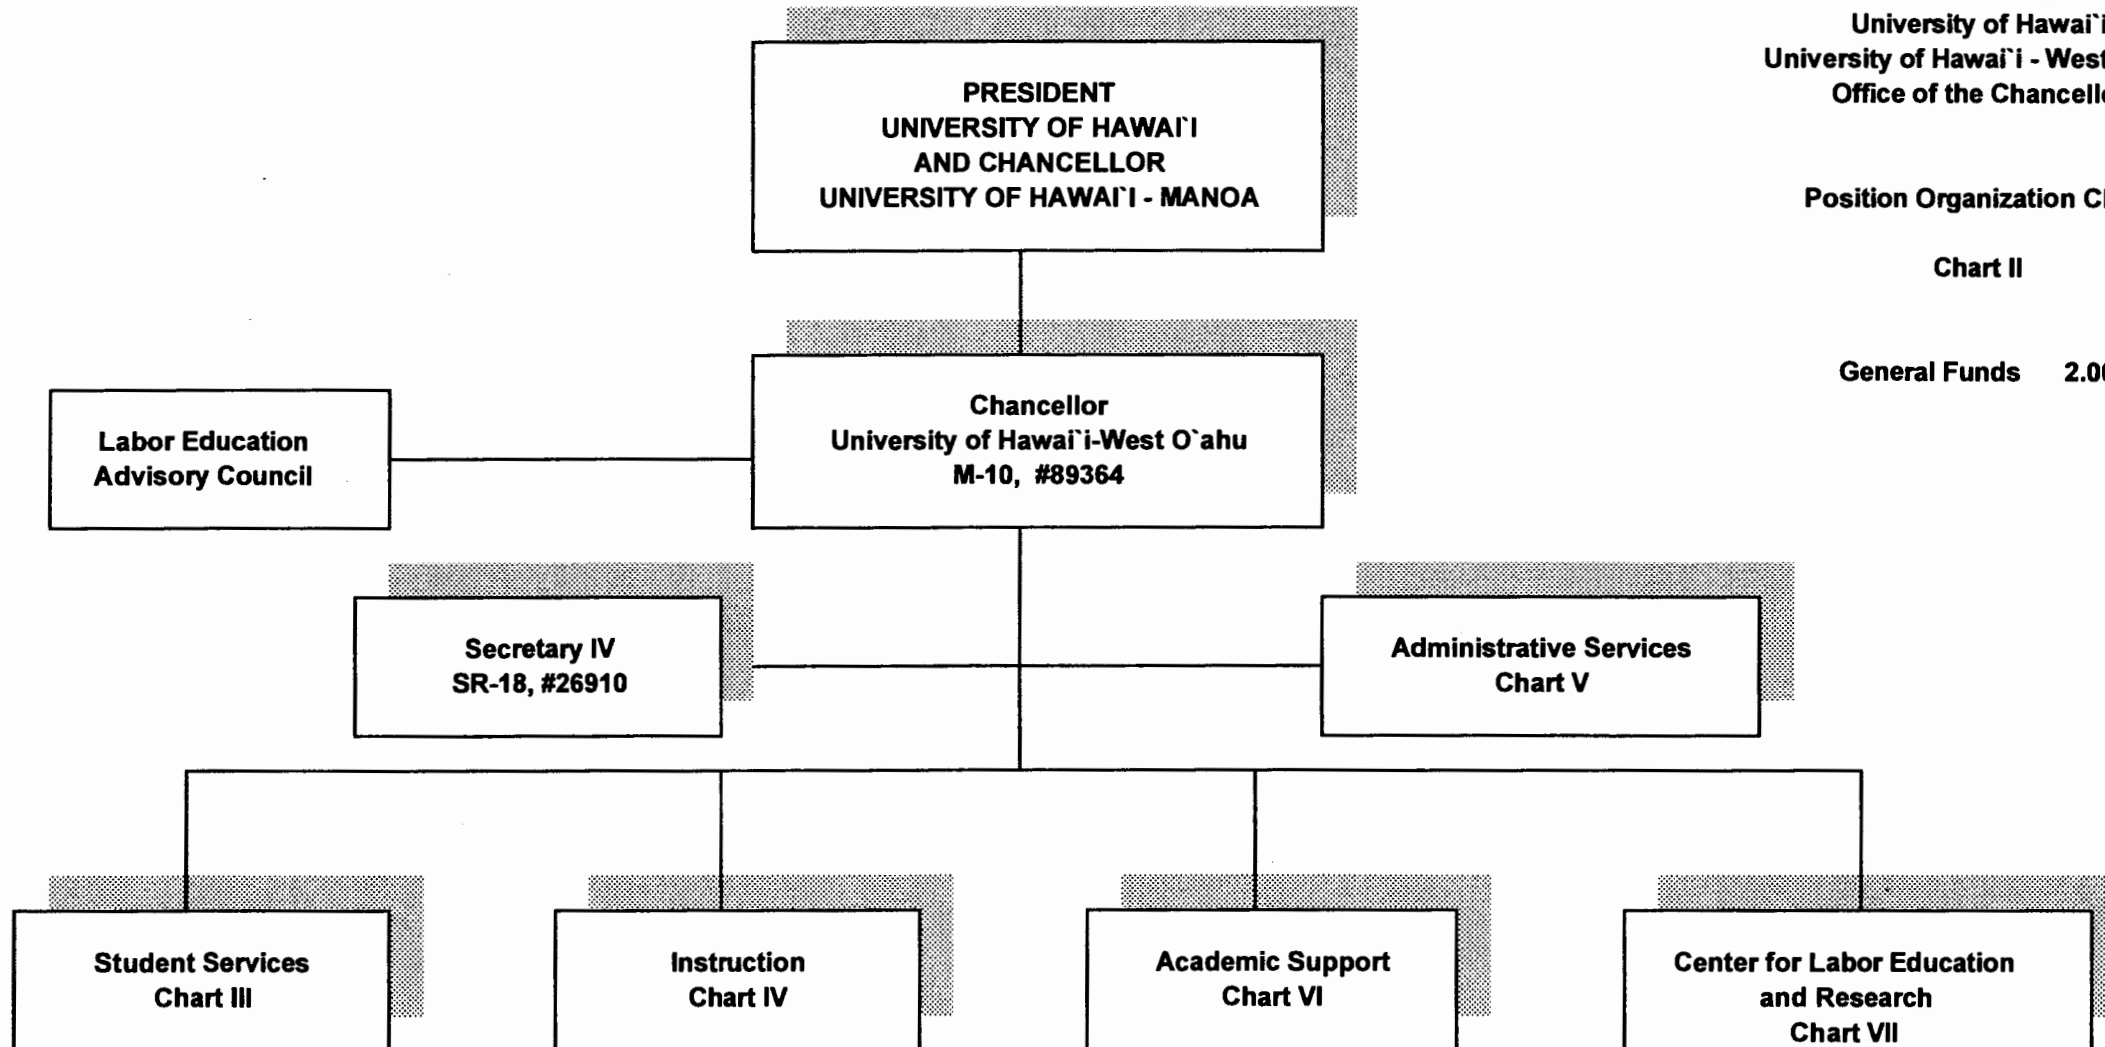 University of Hawai`i
University of Hawai`i - West
Office of the
Position Organization
Chart II
General Funds
PRESIDENT
UNIVERSITY OF HAWAI`I
AND CHANCELLOR
UNIVERSITY OF HAWAI`I - MANOA
Chancellor
University of Hawai`i-West O`ahu
M-10, #89364
Labor Education
Advisory Council
Secretary IV
SR-18, #26910
Administrative Services
Chart V
Student Services
Chart III
Instruction
Chart IV
Academic Support
Chart VI
Center for Labor Education
and Research
Chart VII